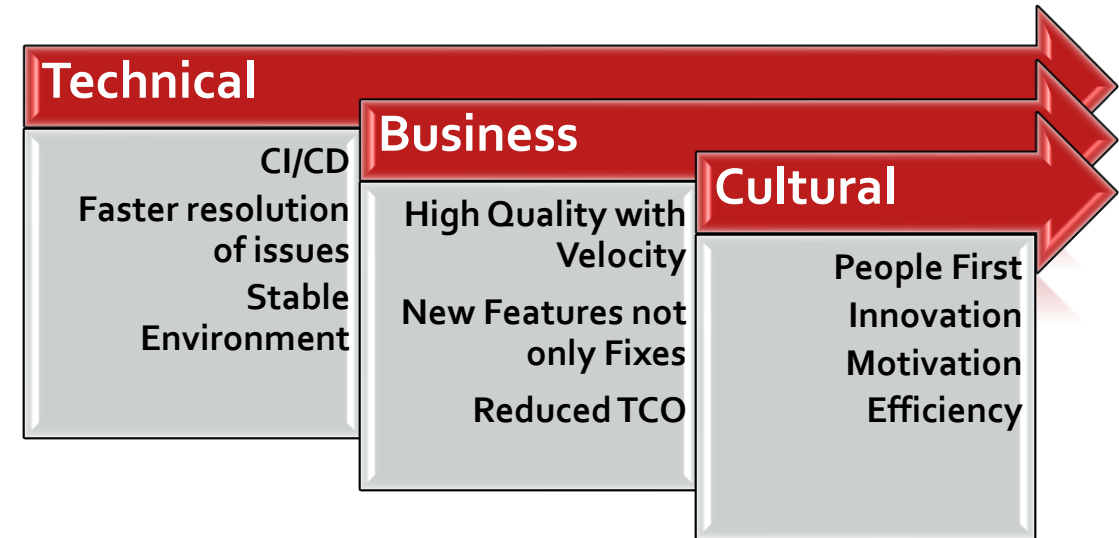 Technical
CI/CD
Faster resolution
of issues
Stable
Environment
Business
High Quality with
Velocity
New Features not
only Fixes
Reduced TCO
Cultural
People First
Innovation
Motivation
Efficiency